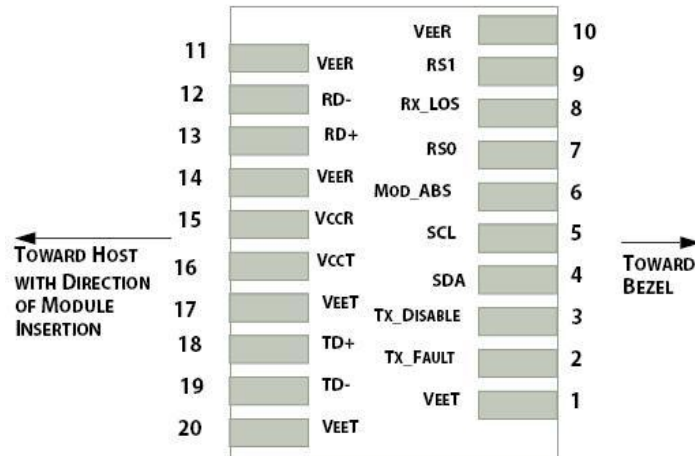 11 VEER
12 RD-
13 RD+
14 VEER
15 VCCR
16 VCCT
17 VEET
18 TD+
19 TD-
20 VEET
VEER 10
RS1 9
RX_LOS 8
RS0 7
MOD_ABS 6
SCL 5
SDA 4
TX_DISABLE 3
TX_FAULT 2
VEET 1
TOWARD HOST
WITH DIRECTION
OF MODULE
INSERTION
TOWARD
BEZEL